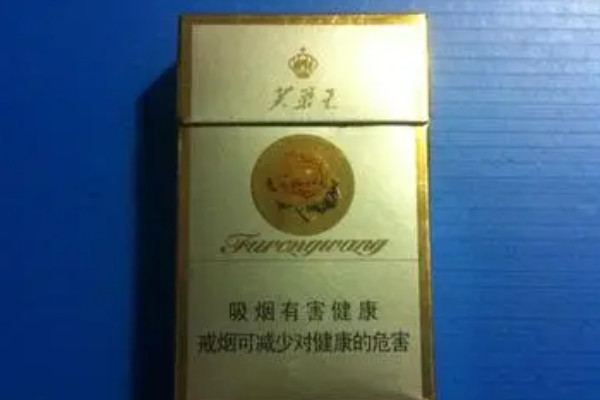 芙蓉王
Furongwang
吸烟有害健康
戒烟可减少对健康的危害